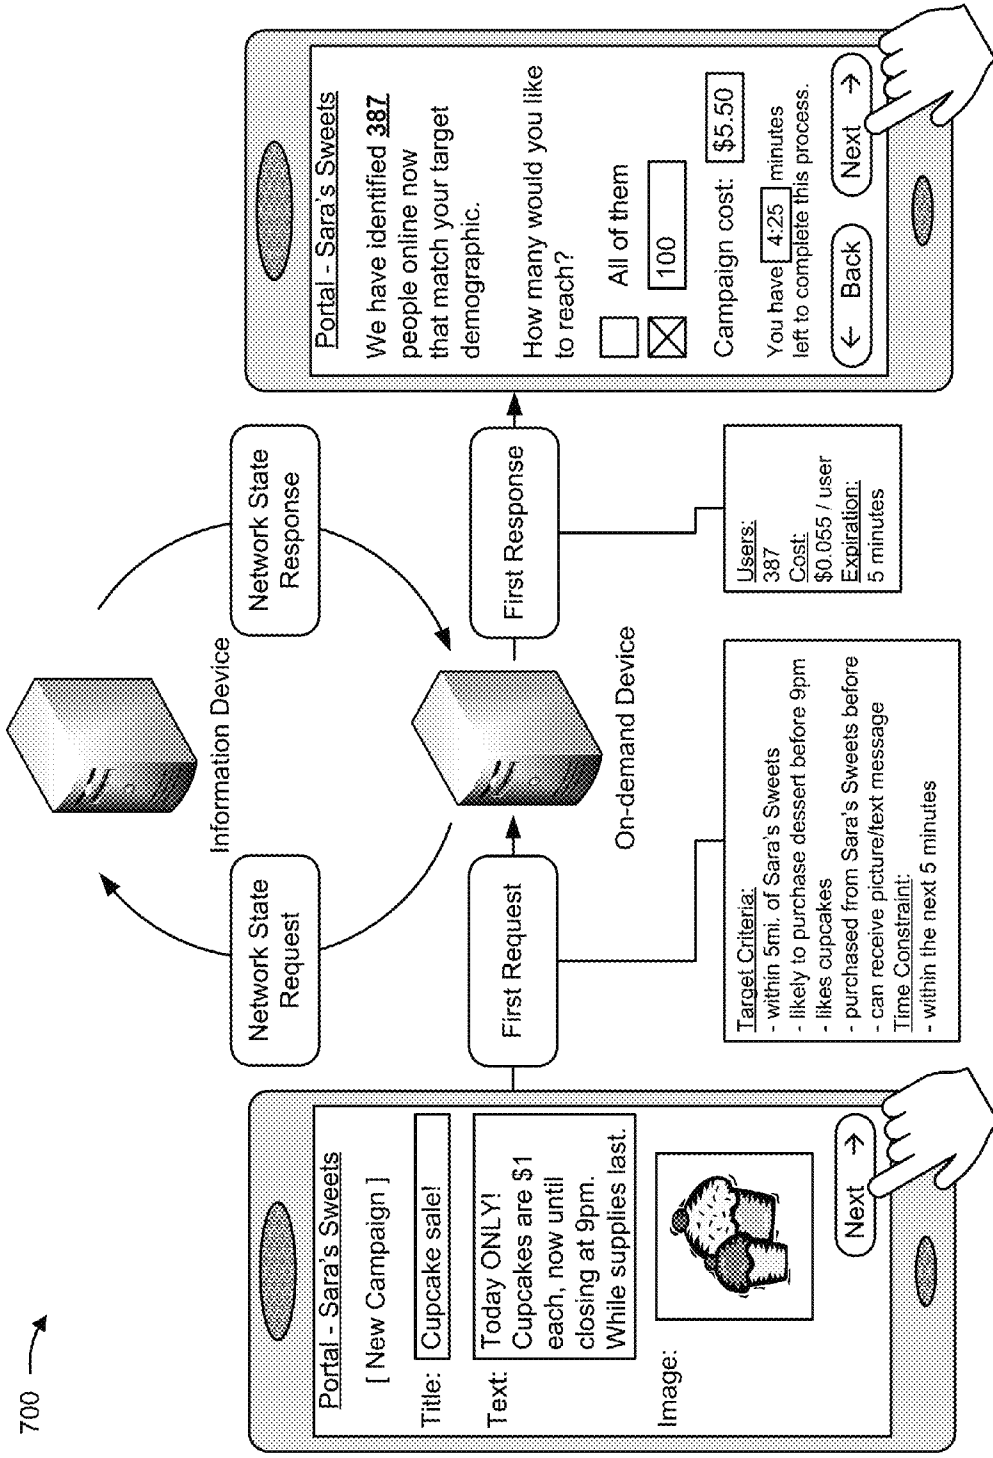 700
Portal - Sara's Sweets
[ New Campaign ]
Title: Cupcake sale!
Text: Today ONLY!
Cupcakes are $1
each, now until
closing at 9pm.
While supplies last.
Image:
Next →
Network State
Request
Information Device
Network State
Response
First Request
On-demand Device
First Response
Target Criteria:
- within 5mi. of Sara's Sweets
- likely to purchase dessert before 9pm
- likes cupcakes
- purchased from Sara's Sweets before
- can receive picture/text message
Time Constraint:
- within the next 5 minutes
Users:
387
Cost:
$0.055 / user
Expiration:
5 minutes
Portal - Sara's Sweets
We have identified 387
people online now
that match your target
demographic.
How many would you like
to reach?
All of them
100
Campaign cost: $5.50
You have 4:25 minutes
left to complete this process.
← Back
Next →